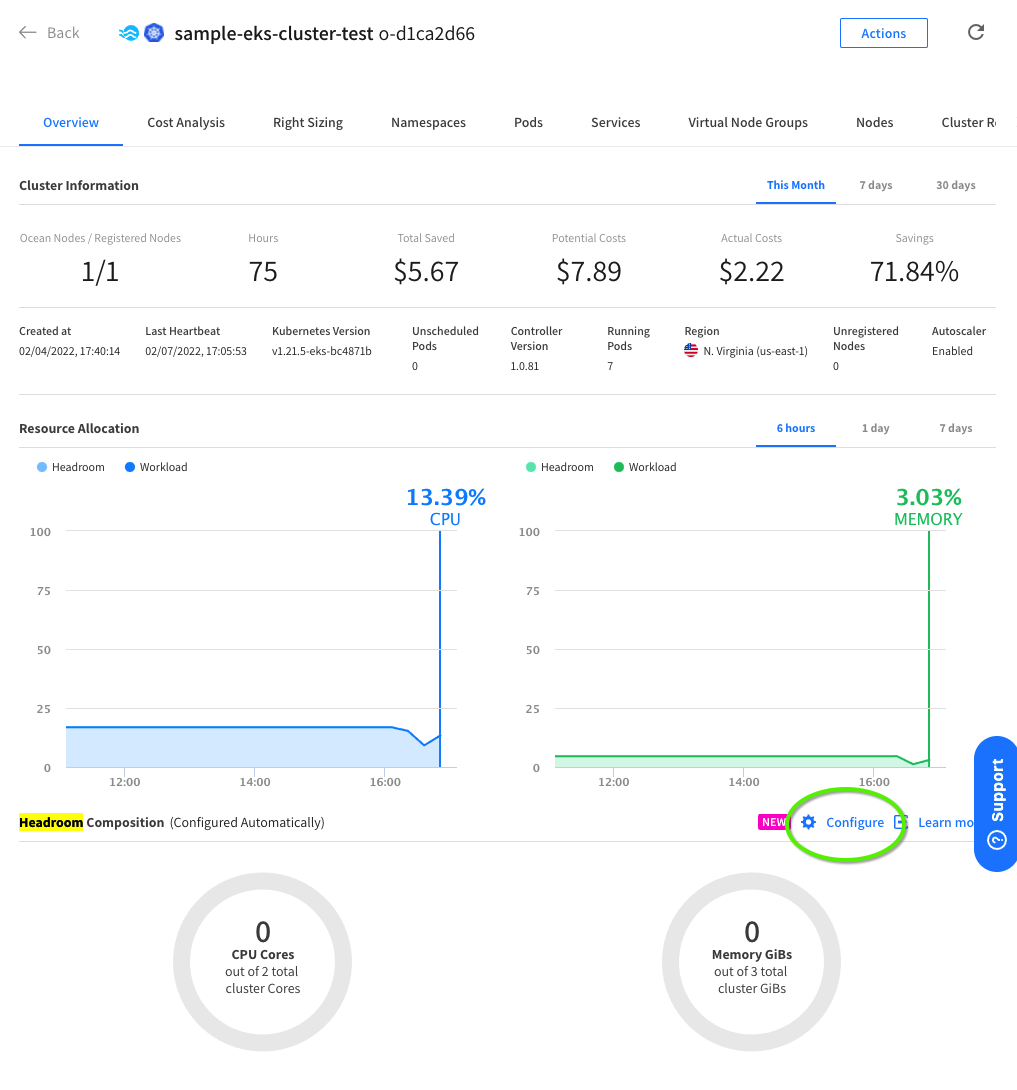 Back
sample-eks-cluster-test o-d1ca2d66
Actions
Overview Cost Analysis Right Sizing Namespaces Pods Services Virtual Node Groups Nodes Cluster
Cluster Information
This Month 7 days 30 days
Ocean Nodes / Registered Nodes Hours Total Saved Potential Costs Actual Costs Savings
1/1 75 $5.67 $7.89 $2.22 71.84%
Created at
02/04/2022, 17:40:14
Last Heartbeat
02/07/2022, 17:05:53
Kubernetes Version
v1.21.5-eks-bc4871b
Unscheduled
Pods
0
Controller
Version
1.0.81
Running
Pods
7
Region
N. Virginia (us-east-1)
Unregistered
Nodes
0
Autoscaler
Enabled
Resource Allocation
6 hours 1 day 7 days
Headroom Workload
13.39%
CPU
100
75
50
25
0
12:00 14:00 16:00
Headroom Workload
3.03%
MEMORY
100
75
50
25
0
12:00 14:00 16:00
Support
Headroom Composition (Configured Automatically)
NEW Configure Learn mo
0
CPU Cores
out of 2 total
cluster Cores
0
Memory GiBs
out of 3 total
cluster GiBs